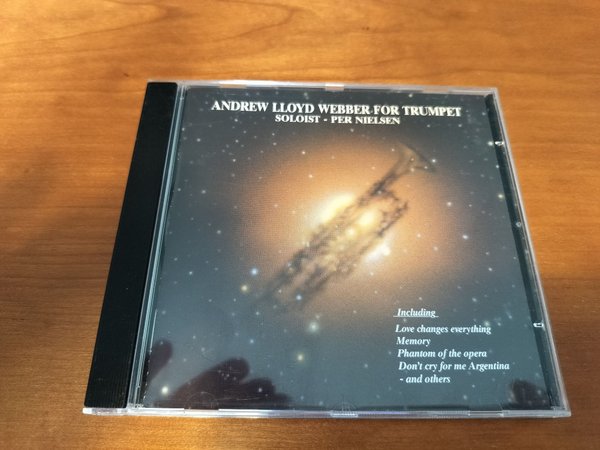 ANDREW LLOYD WEBBER FOR TRUMPET
SOLOIST - PER NIELSEN
Including
Love changes everything
Memory
Phantom of the opera
Don't cry for me Argentina
- and others